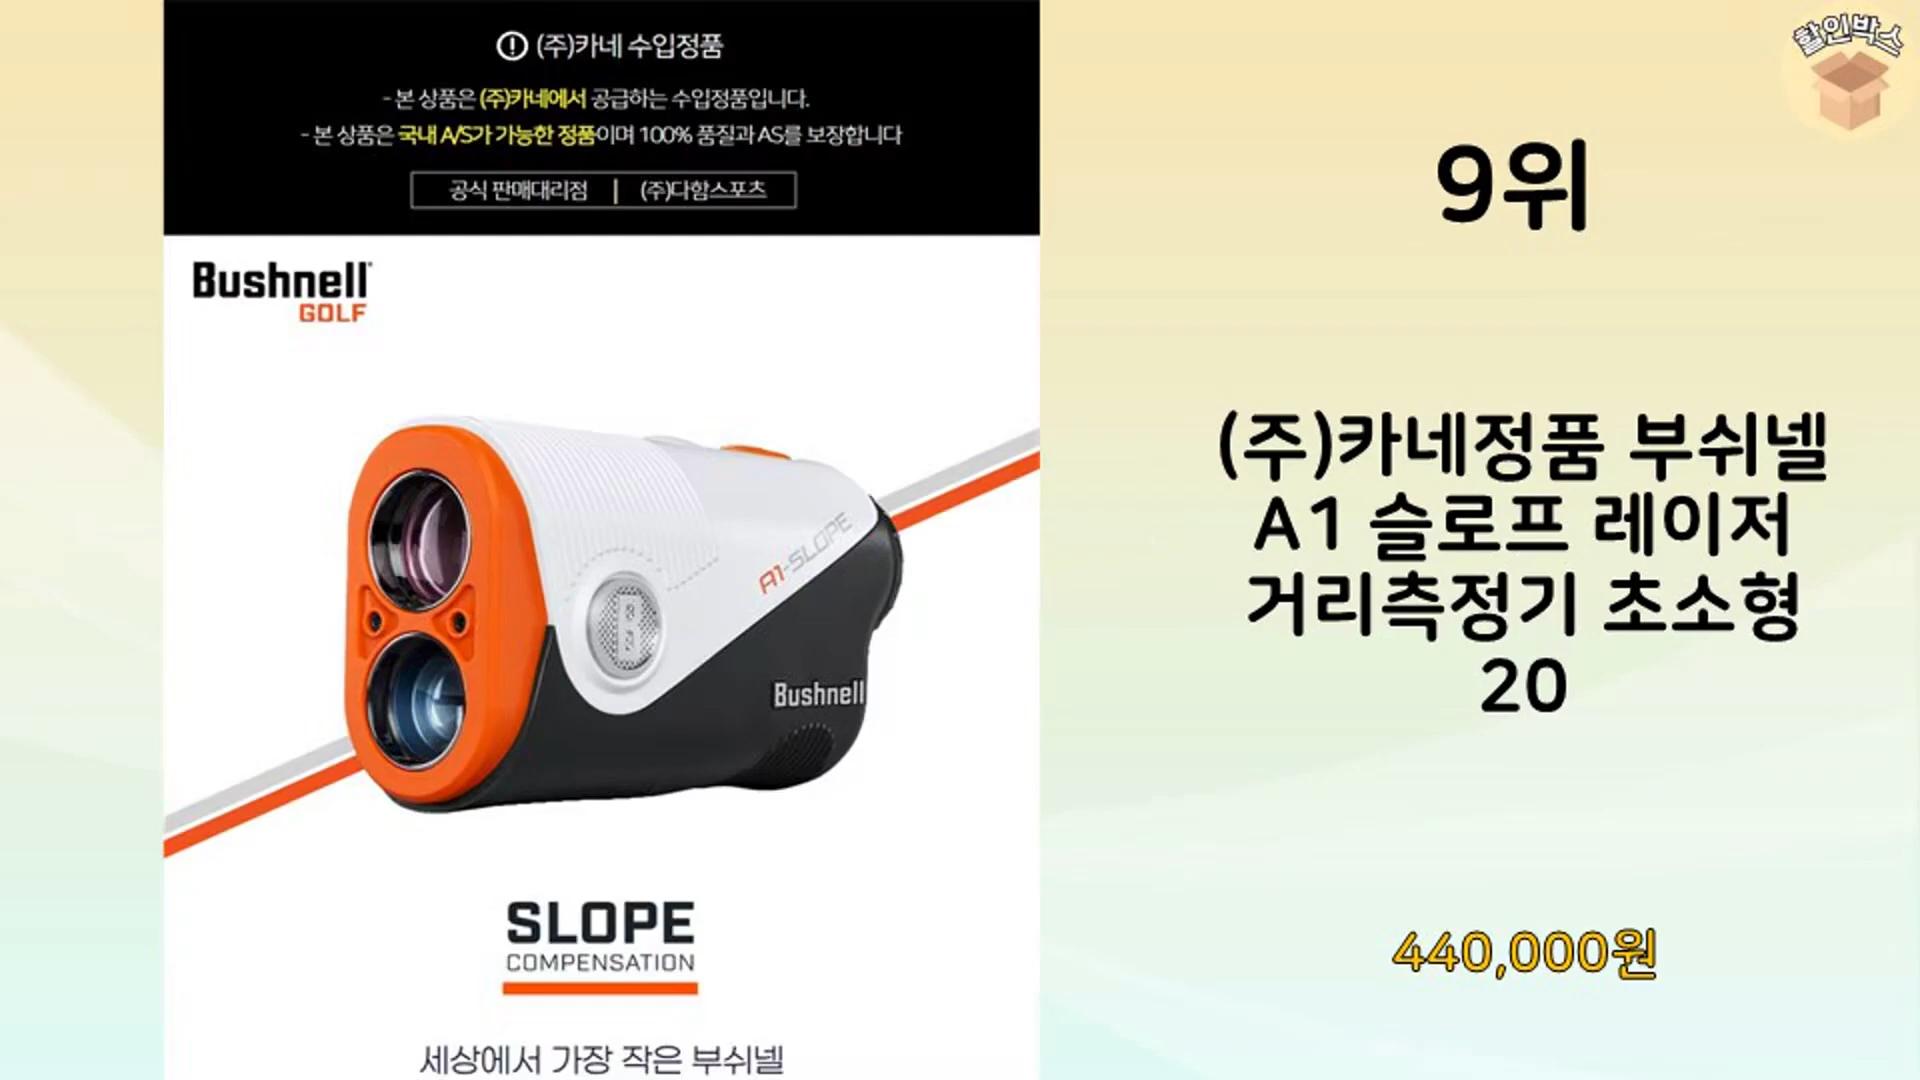 (주)카네 수입정품
- 본 상품은 (주)카네에서 공급하는 수입정품입니다.
- 본 상품은 국내 A/S가 가능한 정품이며 100% 품질과 AS를 보장합니다
공식 판매대리점 | (주)다함스포츠
Bushnell
GOLF
A1-SLOPE
B
Bushnell
SLOPE
COMPENSATION
세상에서 가장 작은 부쉬넬
할인박스
9위
(주)카네정품 부쉬넬
A1 슬로프 레이저
거리측정기 초소형
20
440,000원